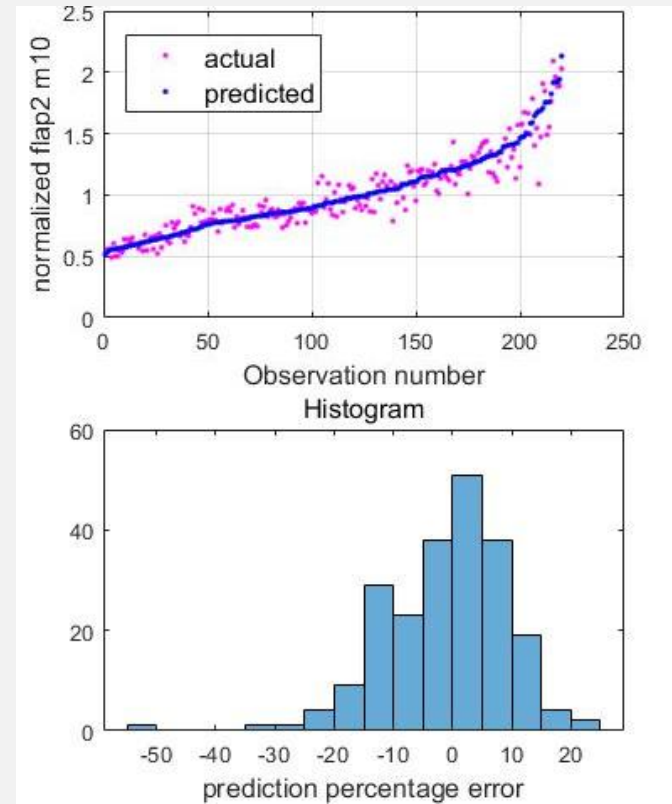 2.5
2
1.5
1
0.5
0
normalized flap2 m10
actual
predicted
0 50 100 150 200 250
Observation number
Histogram
60
40
20
0
-50 -40 -30 -20 -10 0 10 20
prediction percentage error